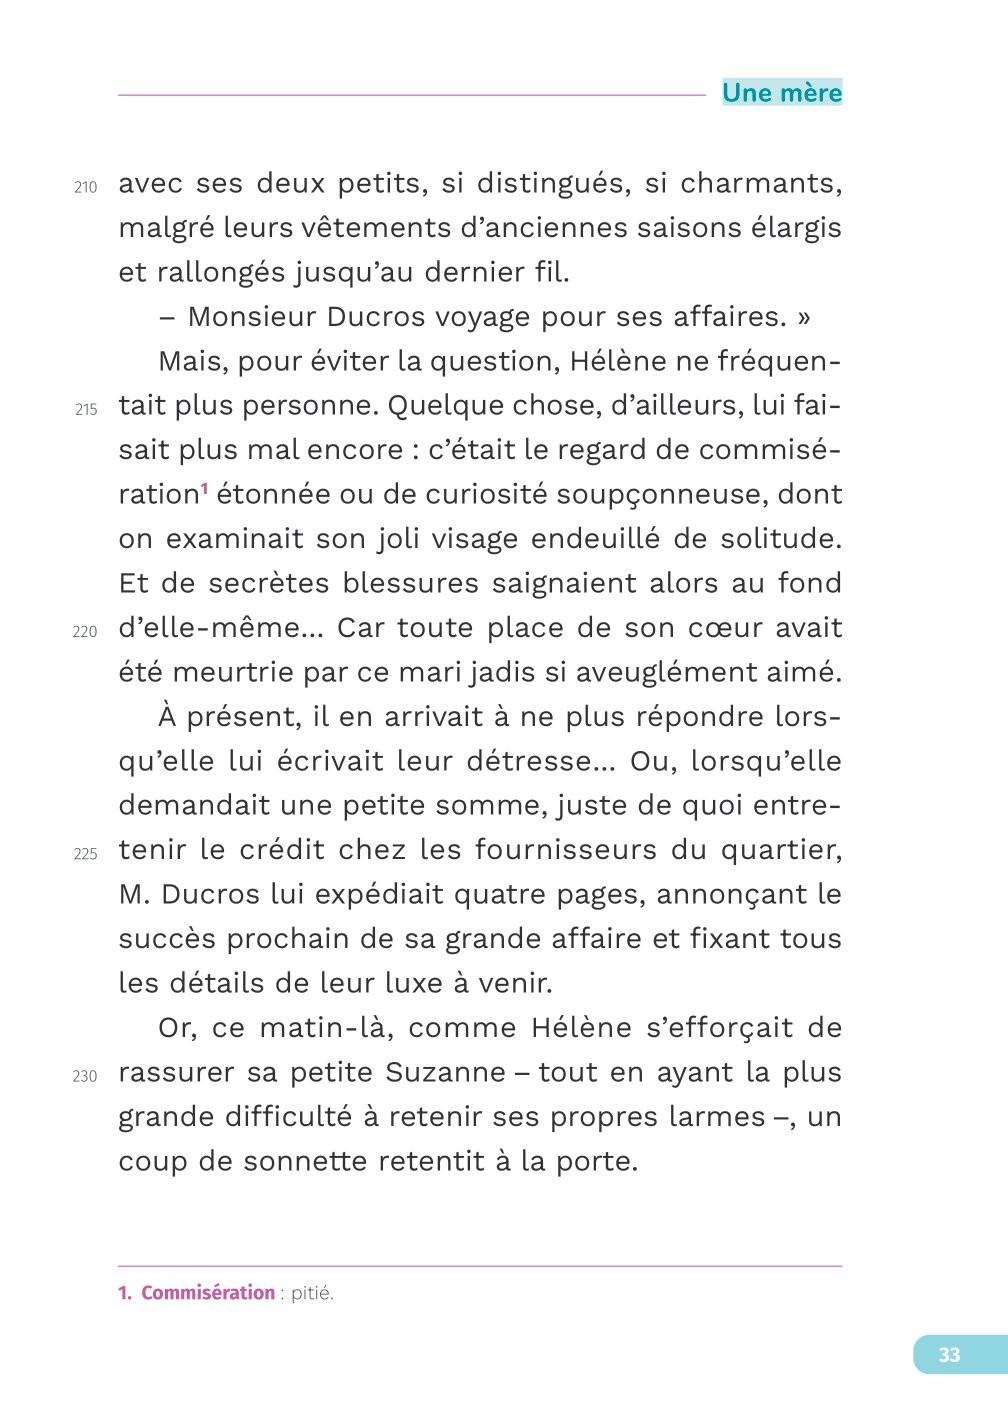 Une mère
210 avec ses deux petits, si distingués, si charmants,
malgré leurs vêtements d’anciennes saisons élargis
et rallongés jusqu’au dernier fil.
– Monsieur Ducros voyage pour ses affaires. »
Mais, pour éviter la question, Hélène ne fréquen-
215 tait plus personne. Quelque chose, d’ailleurs, lui fai-
sait plus mal encore : c’était le regard de commisé-
ration¹ étonnée ou de curiosité soupçonneuse, dont
on examinait son joli visage endeuillé de solitude.
Et de secrètes blessures saignaient alors au fond
220 d’elle-même... Car toute place de son cœur avait
été meurtrie par ce mari jadis si aveuglément aimé.
À présent, il en arrivait à ne plus répondre lors-
qu’elle lui écrivait leur détresse... Ou, lorsqu’elle
demandait une petite somme, juste de quoi entre-
225 tenir le crédit chez les fournisseurs du quartier,
M. Ducros lui expédiait quatre pages, annonçant le
succès prochain de sa grande affaire et fixant tous
les détails de leur luxe à venir.
Or, ce matin-là, comme Hélène s’efforçait de
230 rassurer sa petite Suzanne – tout en ayant la plus
grande difficulté à retenir ses propres larmes –, un
coup de sonnette retentit à la porte.
1. Commisération : pitié.
33